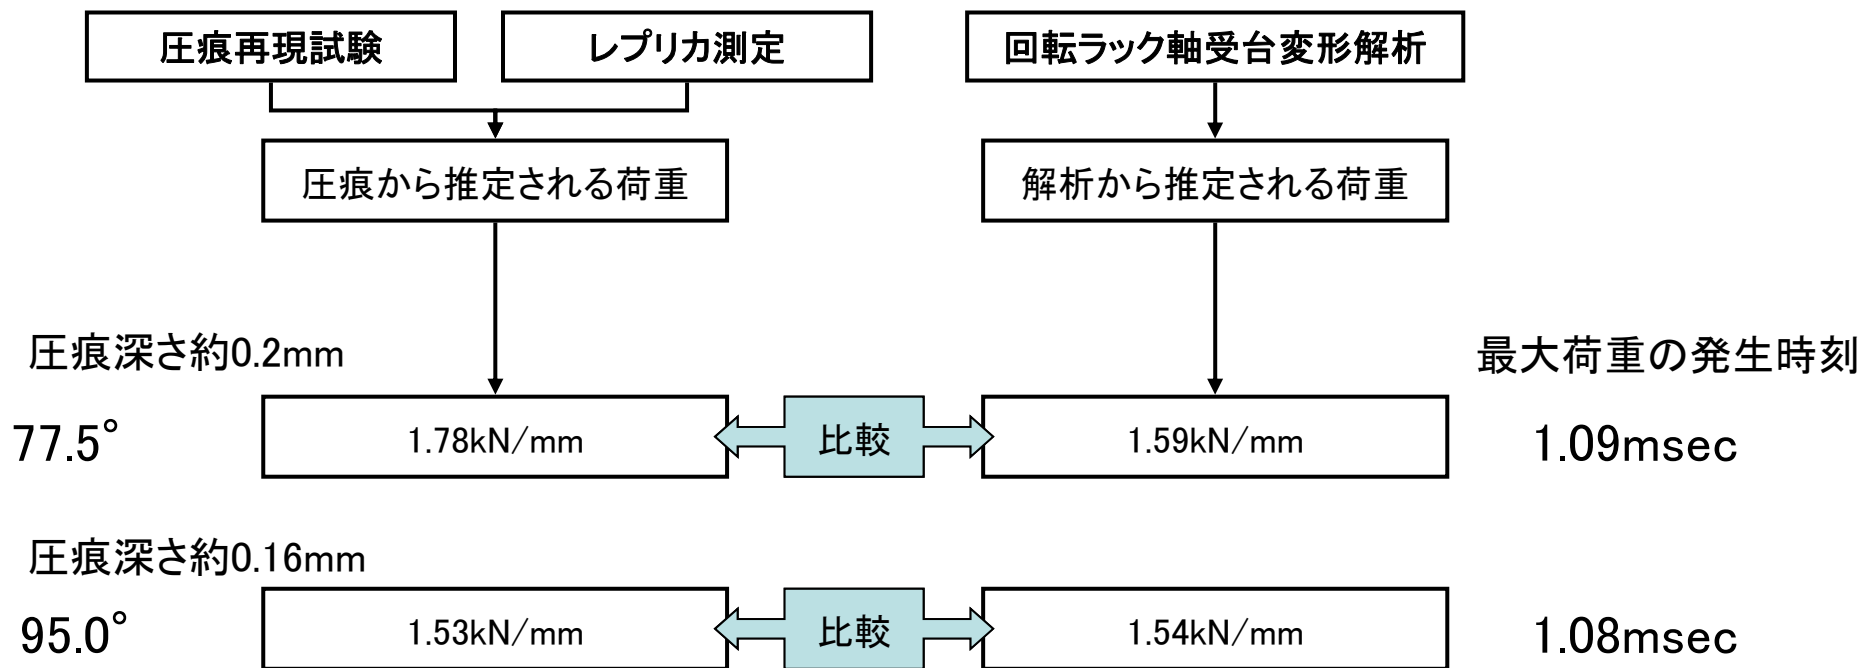 圧痕再現試験
レプリカ測定
回転ラック軸受台変形解析
圧痕から推定される荷重
解析から推定される荷重
圧痕深さ約0.2mm
最大荷重の発生時刻
77.5°
1.78kN/mm
比較
1.59kN/mm
1.09msec
圧痕深さ約0.16mm
95.0°
1.53kN/mm
比較
1.54kN/mm
1.08msec